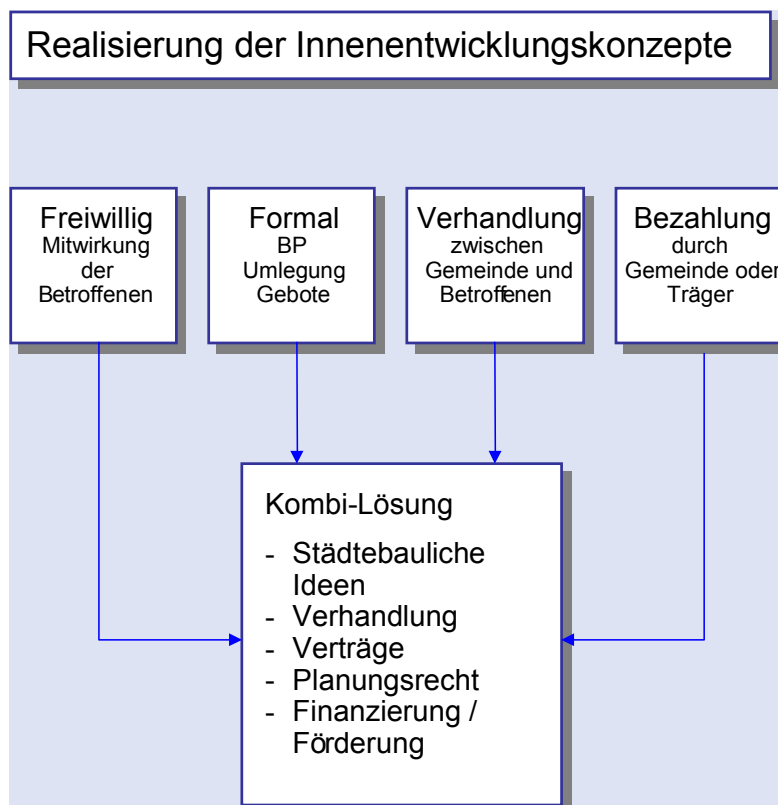 Realisierung der Innenentwicklungskonzepte
Freiwillig
Mitwirkung
der
Betroffenen
Formal
BP
Umlegung
Gebote
Verhandlung
zwischen
Gemeinde und
Betroffenen
Bezahlung
durch
Gemeinde oder
Träger
Kombi-Lösung
- Städtebauliche
Ideen
- Verhandlung
- Verträge
- Planungsrecht
- Finanzierung /
Förderung